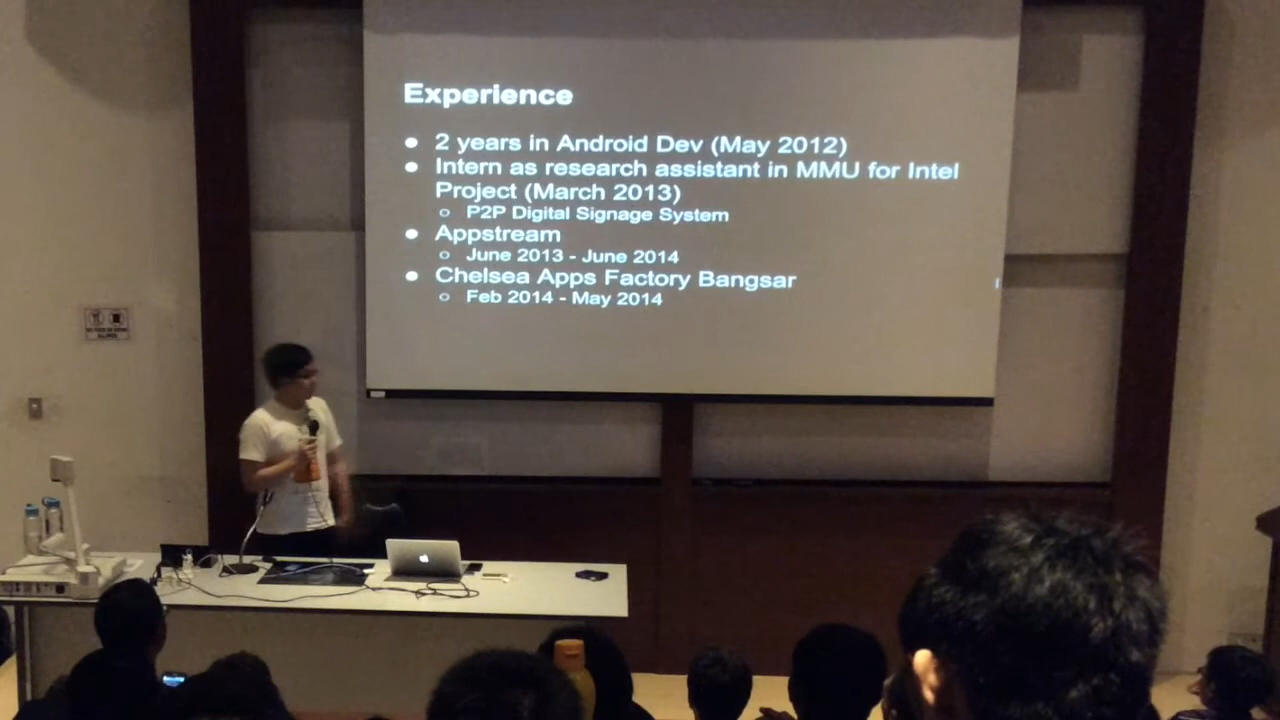 Experience
● 2 years in Android Dev (May 2012)
● Intern as research assistant in MMU for Intel
Project (March 2013)
○ P2P Digital Signage System
● Appstream
○ June 2013 - June 2014
● Chelsea Apps Factory Bangsar
○ Feb 2014 - May 2014